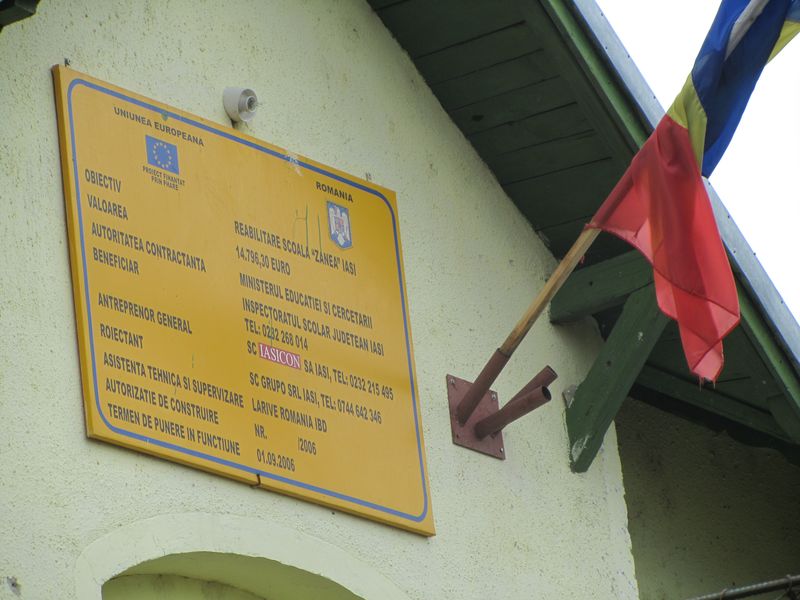 UNIUNEA EUROPEANA
PROIECT FINANTAT
PRIN PHARE
ROMANIA
OBIECTIV REABILITARE SCOALA "ZANEA" IASI
VALOAREA 14.796,30 EURO
AUTORITATEA CONTRACTANTA MINISTERUL EDUCATIEI SI CERCETARII
BENEFICIAR INSPECTORATUL SCOLAR JUDETEAN IASI
TEL: 0232 268 014
ANTREPRENOR GENERAL SC IASICON SA IASI, TEL: 0232 215 495
ROIECTANT SC GRUPO SRL IASI, TEL: 0744 642 346
ASISTENTA TEHNICA SI SUPERVIZARE LARIVE ROMANIA IBD
AUTORIZATIE DE CONSTRUIRE NR. /2006
TERMEN DE PUNERE IN FUNCTIUNE 01.09.2006